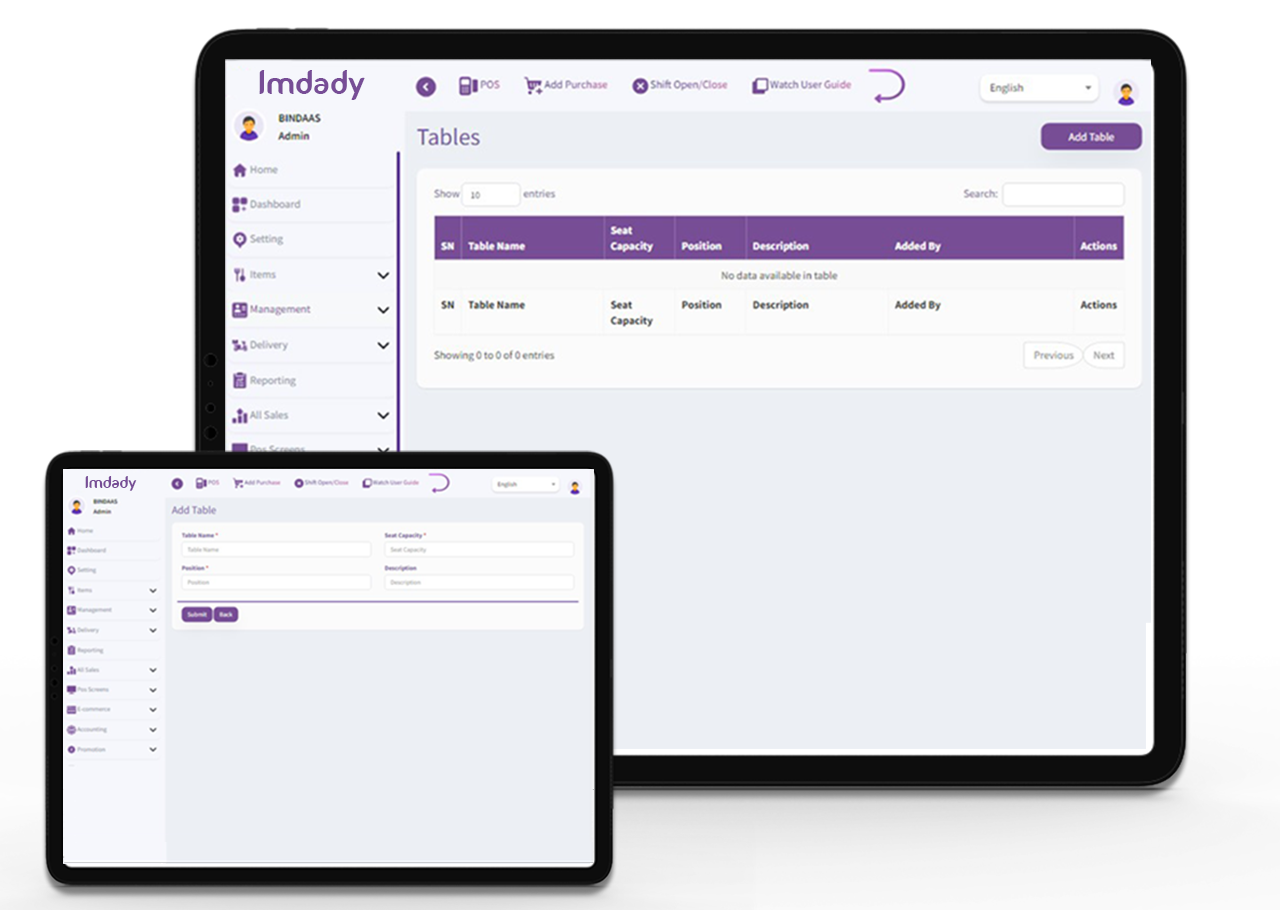 Imdady
POS
Add Purchase
Shift Open/Close
Watch User Guide
English
BINDAAS
Admin
Tables
Add Table
Home
Dashboard
Setting
Items
Management
Delivery
Reporting
All Sales
Pos Screens
Show 10 entries
Search:
SN Table Name Seat Capacity Position Description Added By Actions
No data available in table
SN Table Name Seat Capacity Position Description Added By Actions
Showing 0 to 0 of 0 entries
Previous Next
Imdady
POS
Add Purchase
Shift Open/Close
Watch User Guide
English
BINDAAS
Admin
Add Table
Home
Dashboard
Setting
Items
Management
Delivery
Reporting
All Sales
Pos Screens
E-commerce
Accounting
Promotion
Table Name *
Table Name
Seat Capacity *
Seat Capacity
Position *
Position
Description
Description
Submit Back